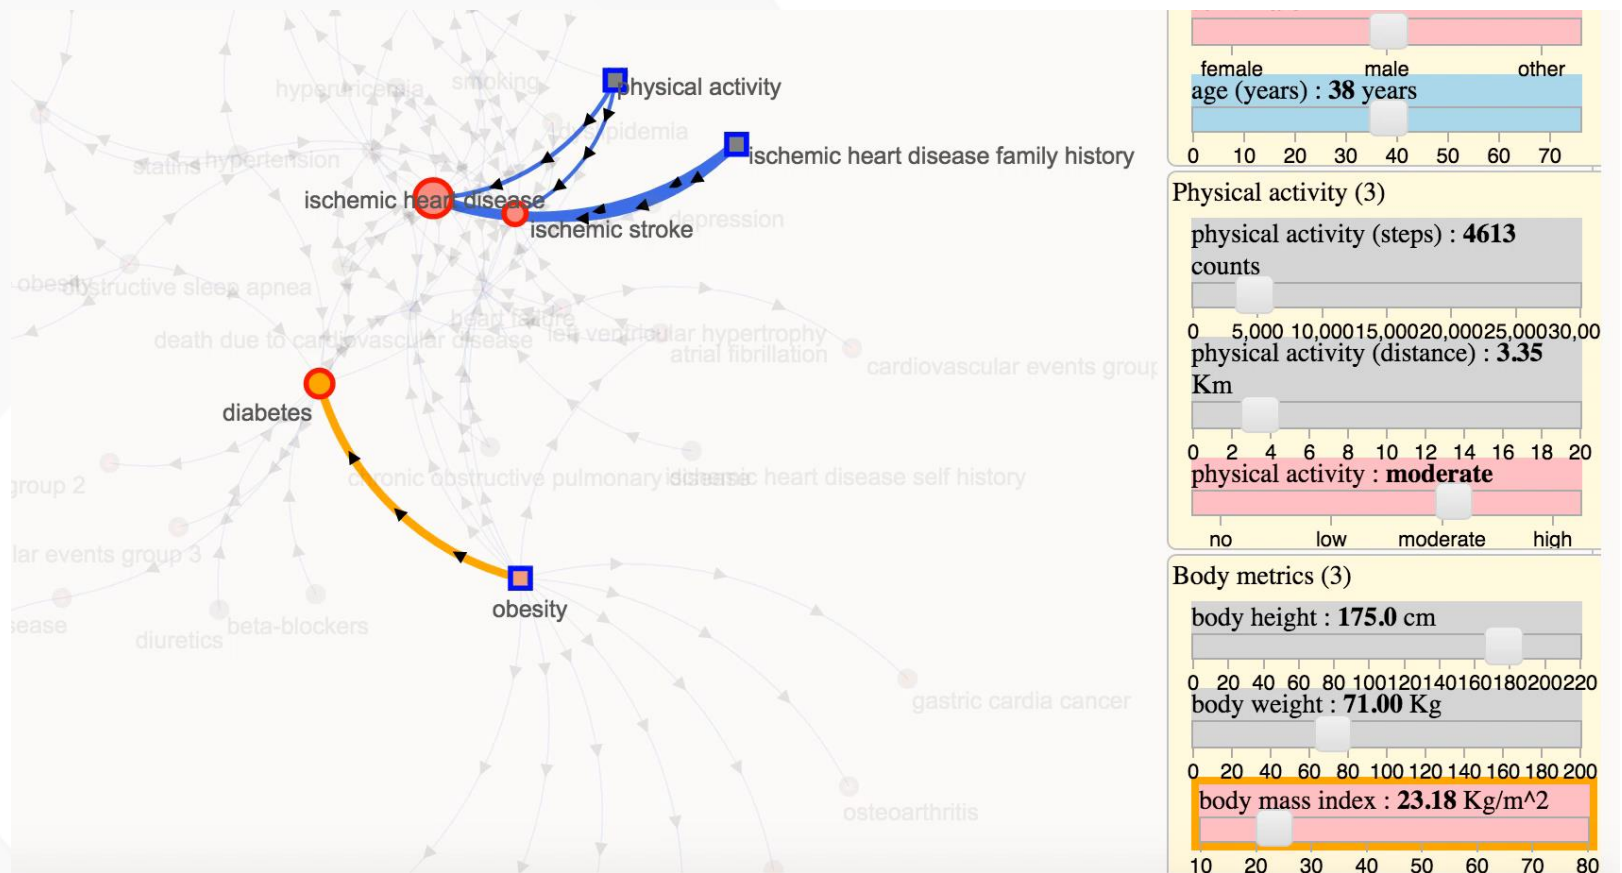 hyperuricemia
smoking
physical activity
dyslipidemia
statins
hypertension
ischemic heart disease family history
ischemic heart disease
depression
ischemic stroke
obesity
obstructive sleep apnea
heart failure
left ventricular hypertrophy
death due to cardiovascular disease
atrial fibrillation
cardiovascular events group
diabetes
chronic obstructive pulmonary disease
ischemic heart disease self history
group 2
lar events group 3
obesity
sease
diuretics
beta-blockers
gastric cardia cancer
osteoarthritis
female male other
age (years) : 38 years
0 10 20 30 40 50 60 70
Physical activity (3)
physical activity (steps) : 4613
counts
0 5,000 10,000 15,000 20,000 25,000 30,00
physical activity (distance) : 3.35
Km
0 2 4 6 8 10 12 14 16 18 20
physical activity : moderate
no low moderate high
Body metrics (3)
body height : 175.0 cm
0 20 40 60 80 100 120 140 160 180 200 220
body weight : 71.00 Kg
0 20 40 60 80 100 120 140 160 180 200
body mass index : 23.18 Kg/m^2
10 20 30 40 50 60 70 80